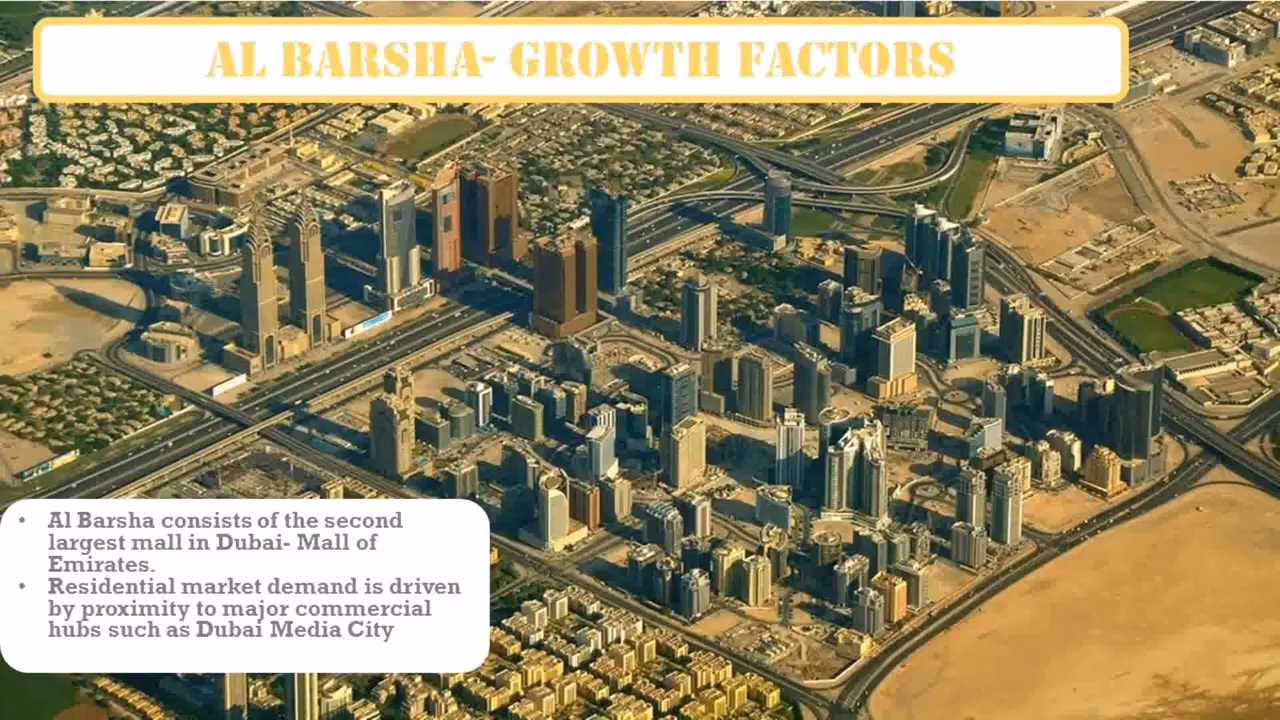 AL BARSHA- GROWTH FACTORS
• Al Barsha consists of the second
largest mall in Dubai- Mall of
Emirates.
• Residential market demand is driven
by proximity to major commercial
hubs such as Dubai Media City